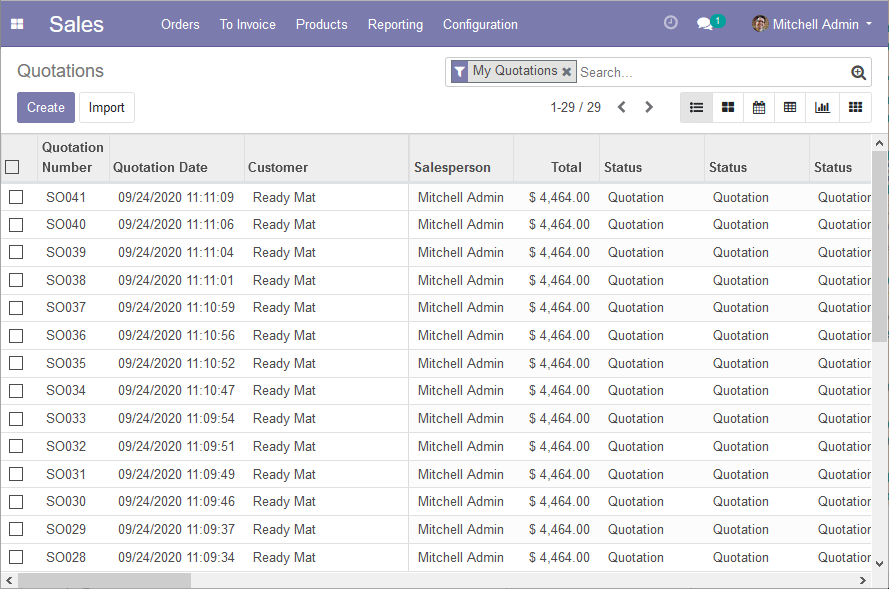 Sales Orders To Invoice Products Reporting Configuration 1 Mitchell Admin
Quotations My Quotations Search...
Create Import 1-29 / 29
Quotation
Number Quotation Date Customer Salesperson Total Status Status Status
SO041 09/24/2020 11:11:09 Ready Mat Mitchell Admin $ 4,464.00 Quotation Quotation Quotation
SO040 09/24/2020 11:11:06 Ready Mat Mitchell Admin $ 4,464.00 Quotation Quotation Quotation
SO039 09/24/2020 11:11:04 Ready Mat Mitchell Admin $ 4,464.00 Quotation Quotation Quotation
SO038 09/24/2020 11:11:01 Ready Mat Mitchell Admin $ 4,464.00 Quotation Quotation Quotation
SO037 09/24/2020 11:10:59 Ready Mat Mitchell Admin $ 4,464.00 Quotation Quotation Quotation
SO036 09/24/2020 11:10:56 Ready Mat Mitchell Admin $ 4,464.00 Quotation Quotation Quotation
SO035 09/24/2020 11:10:52 Ready Mat Mitchell Admin $ 4,464.00 Quotation Quotation Quotation
SO034 09/24/2020 11:10:47 Ready Mat Mitchell Admin $ 4,464.00 Quotation Quotation Quotation
SO033 09/24/2020 11:09:54 Ready Mat Mitchell Admin $ 4,464.00 Quotation Quotation Quotation
SO032 09/24/2020 11:09:51 Ready Mat Mitchell Admin $ 4,464.00 Quotation Quotation Quotation
SO031 09/24/2020 11:09:49 Ready Mat Mitchell Admin $ 4,464.00 Quotation Quotation Quotation
SO030 09/24/2020 11:09:46 Ready Mat Mitchell Admin $ 4,464.00 Quotation Quotation Quotation
SO029 09/24/2020 11:09:37 Ready Mat Mitchell Admin $ 4,464.00 Quotation Quotation Quotation
SO028 09/24/2020 11:09:34 Ready Mat Mitchell Admin $ 4,464.00 Quotation Quotation Quotation